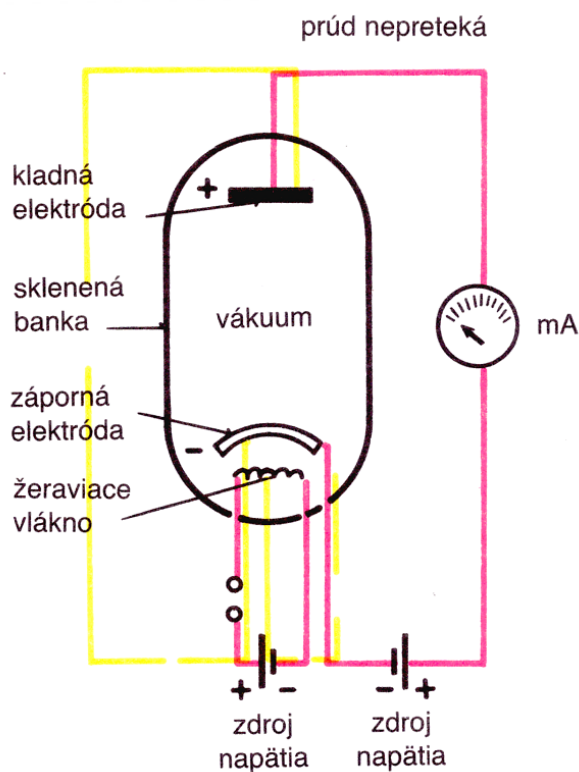 prúd nepreteká
kladná
elektróda
+
sklenená
banka
vákuum
mA
záporná
elektróda
-
žeraviace
vlákno
+ -
- +
zdroj
napätia
zdroj
napätia